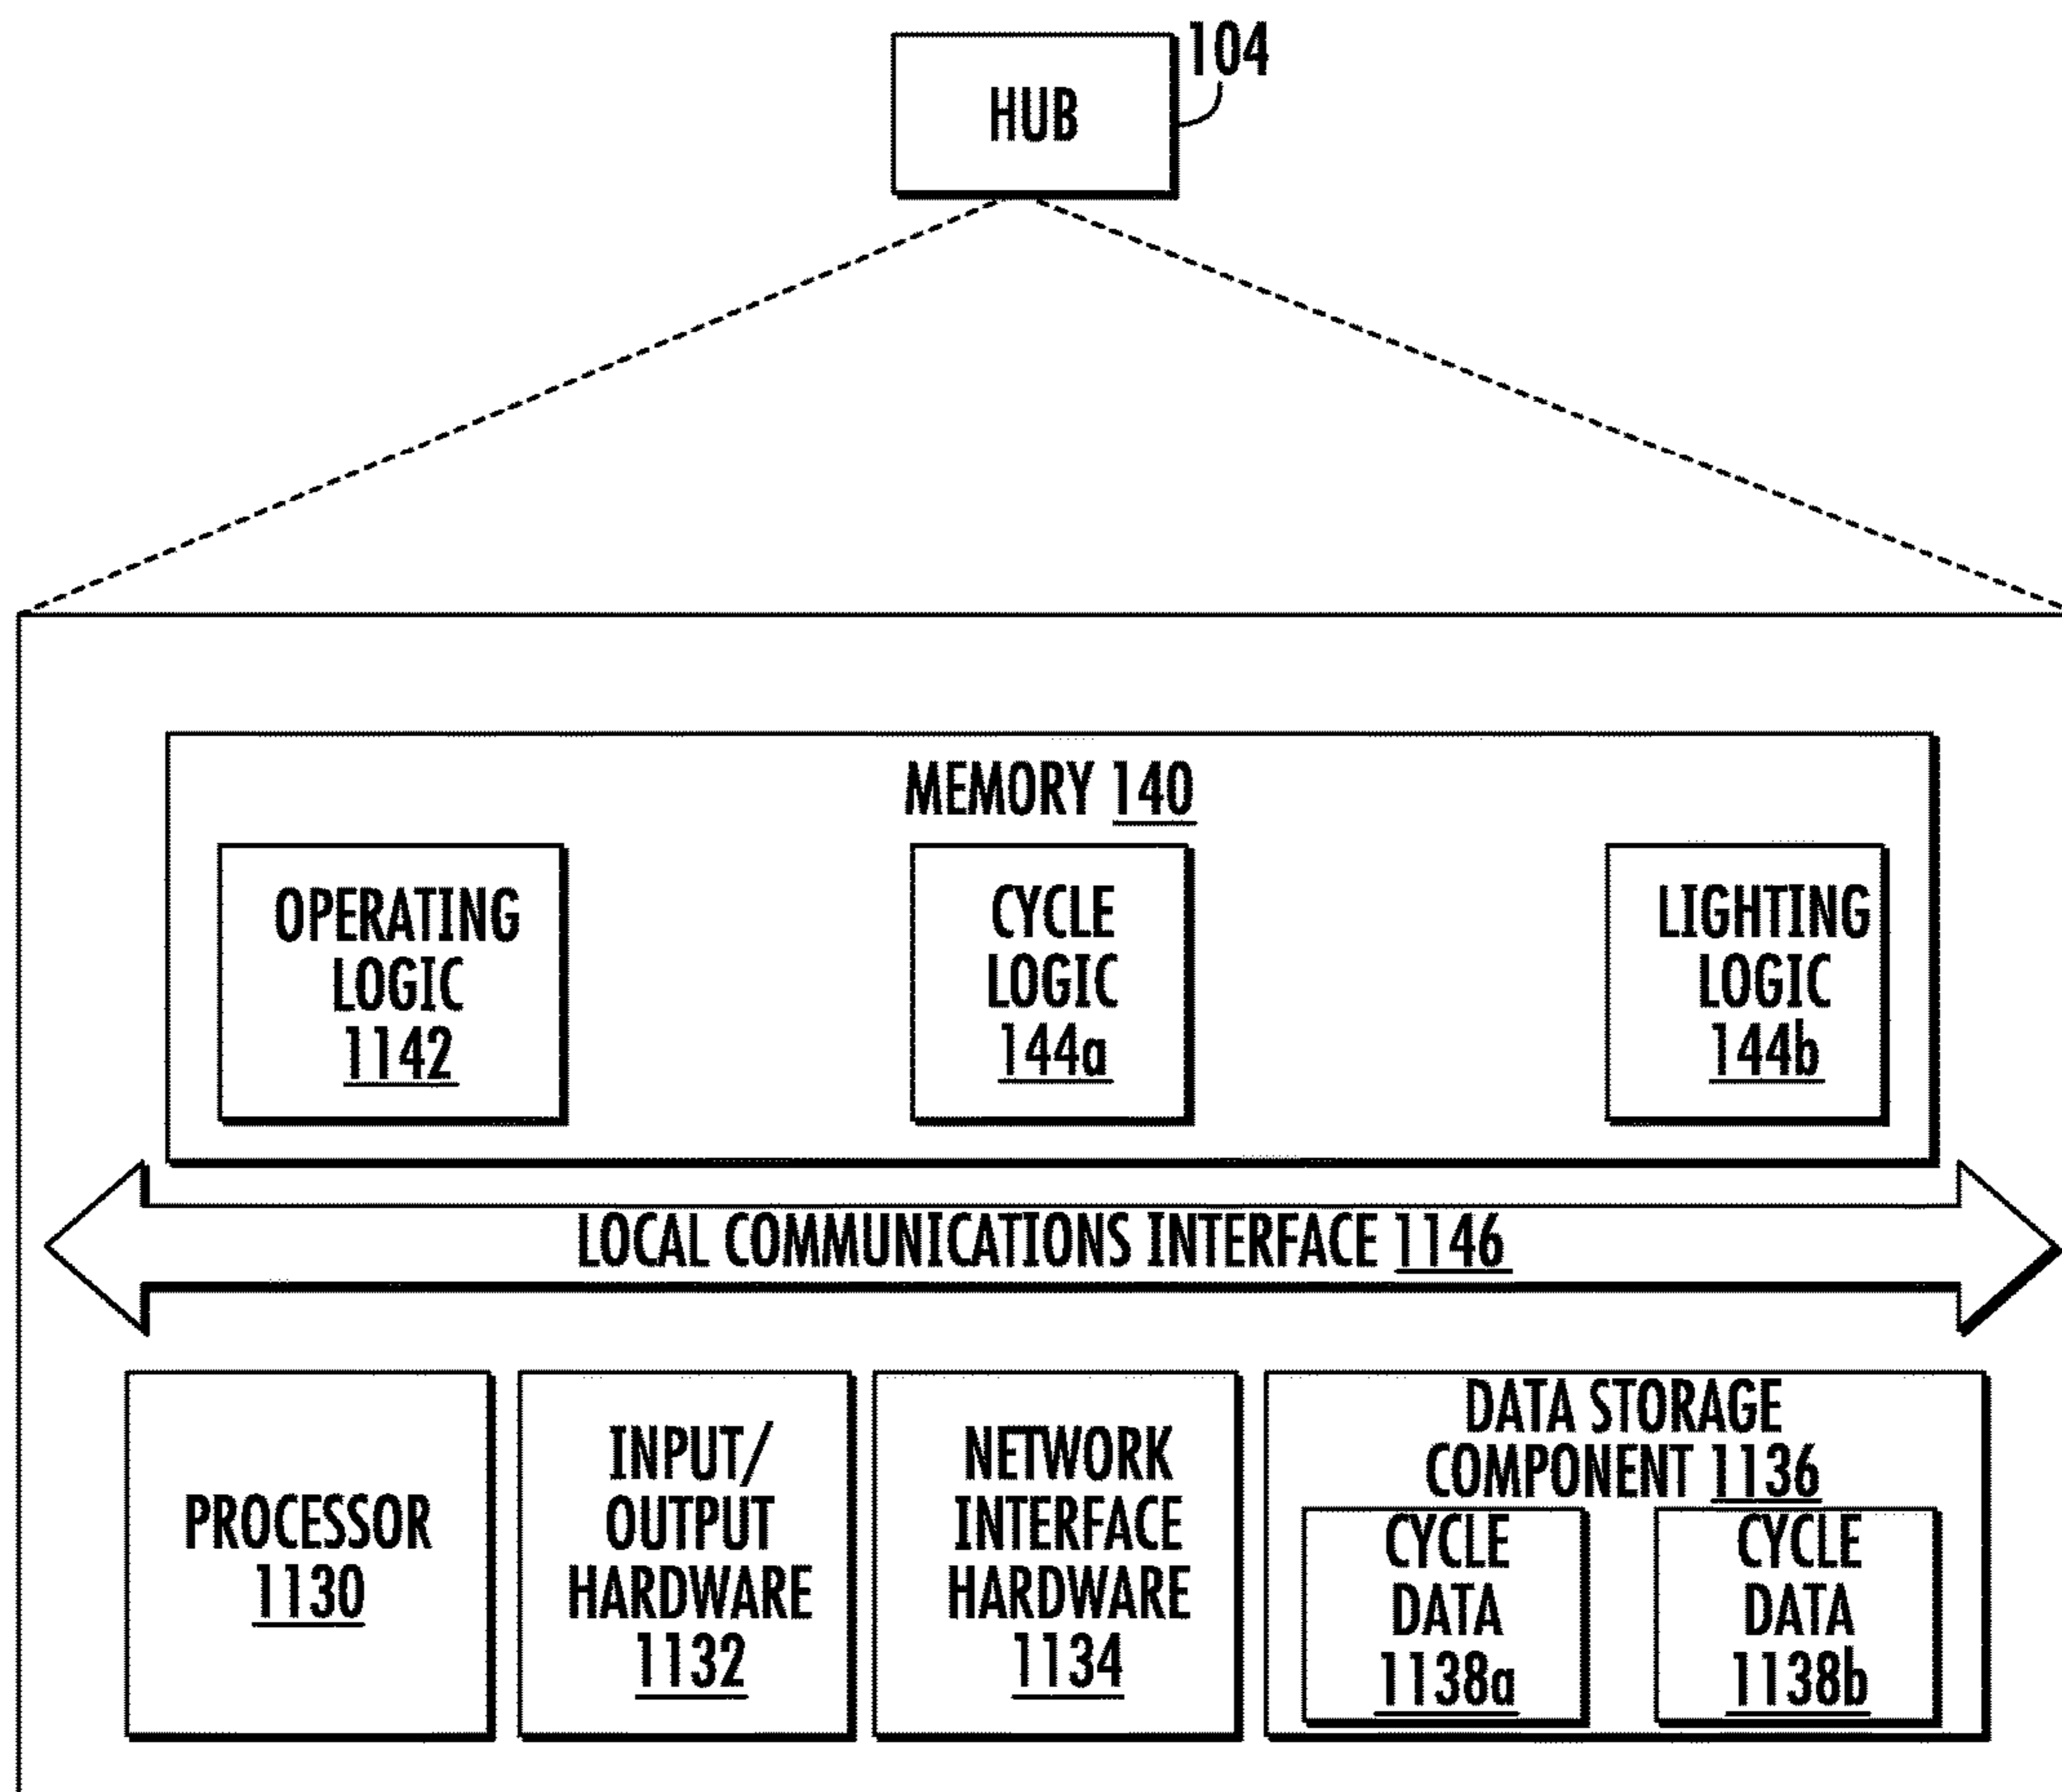 104
HUB
MEMORY 140
OPERATING
LOGIC
1142
CYCLE
LOGIC
144a
LIGHTING
LOGIC
144b
LOCAL COMMUNICATIONS INTERFACE 1146
PROCESSOR
1130
INPUT/
OUTPUT
HARDWARE
1132
NETWORK
INTERFACE
HARDWARE
1134
DATA STORAGE
COMPONENT 1136
CYCLE
DATA
1138a
CYCLE
DATA
1138b